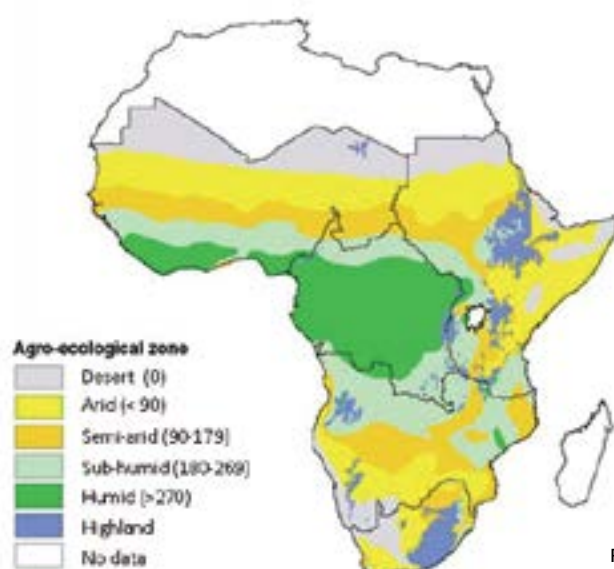 Agro-ecological zone
Desert (0)
Arid (< 90)
Semi-arid (90-179)
Sub-humid (180-269)
Humid (>270)
Highland
No data
F